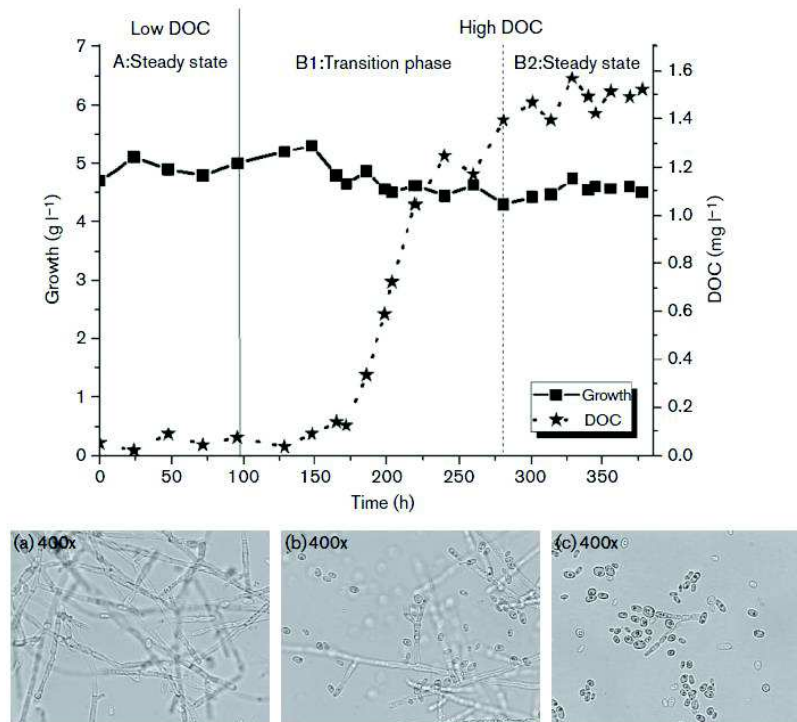 Low DOC
High DOC
A:Steady state
B1:Transition phase
B2:Steady state
7
6
5
4
3
2
1
0
Growth (g l⁻¹)
1.6
1.4
1.2
1.0
0.8
0.6
0.4
0.2
0.0
DOC (mg l⁻¹)
Growth
DOC
0 50 100 150 200 250 300 350
Time (h)
(a) 400x
(b) 400x
(c) 400x